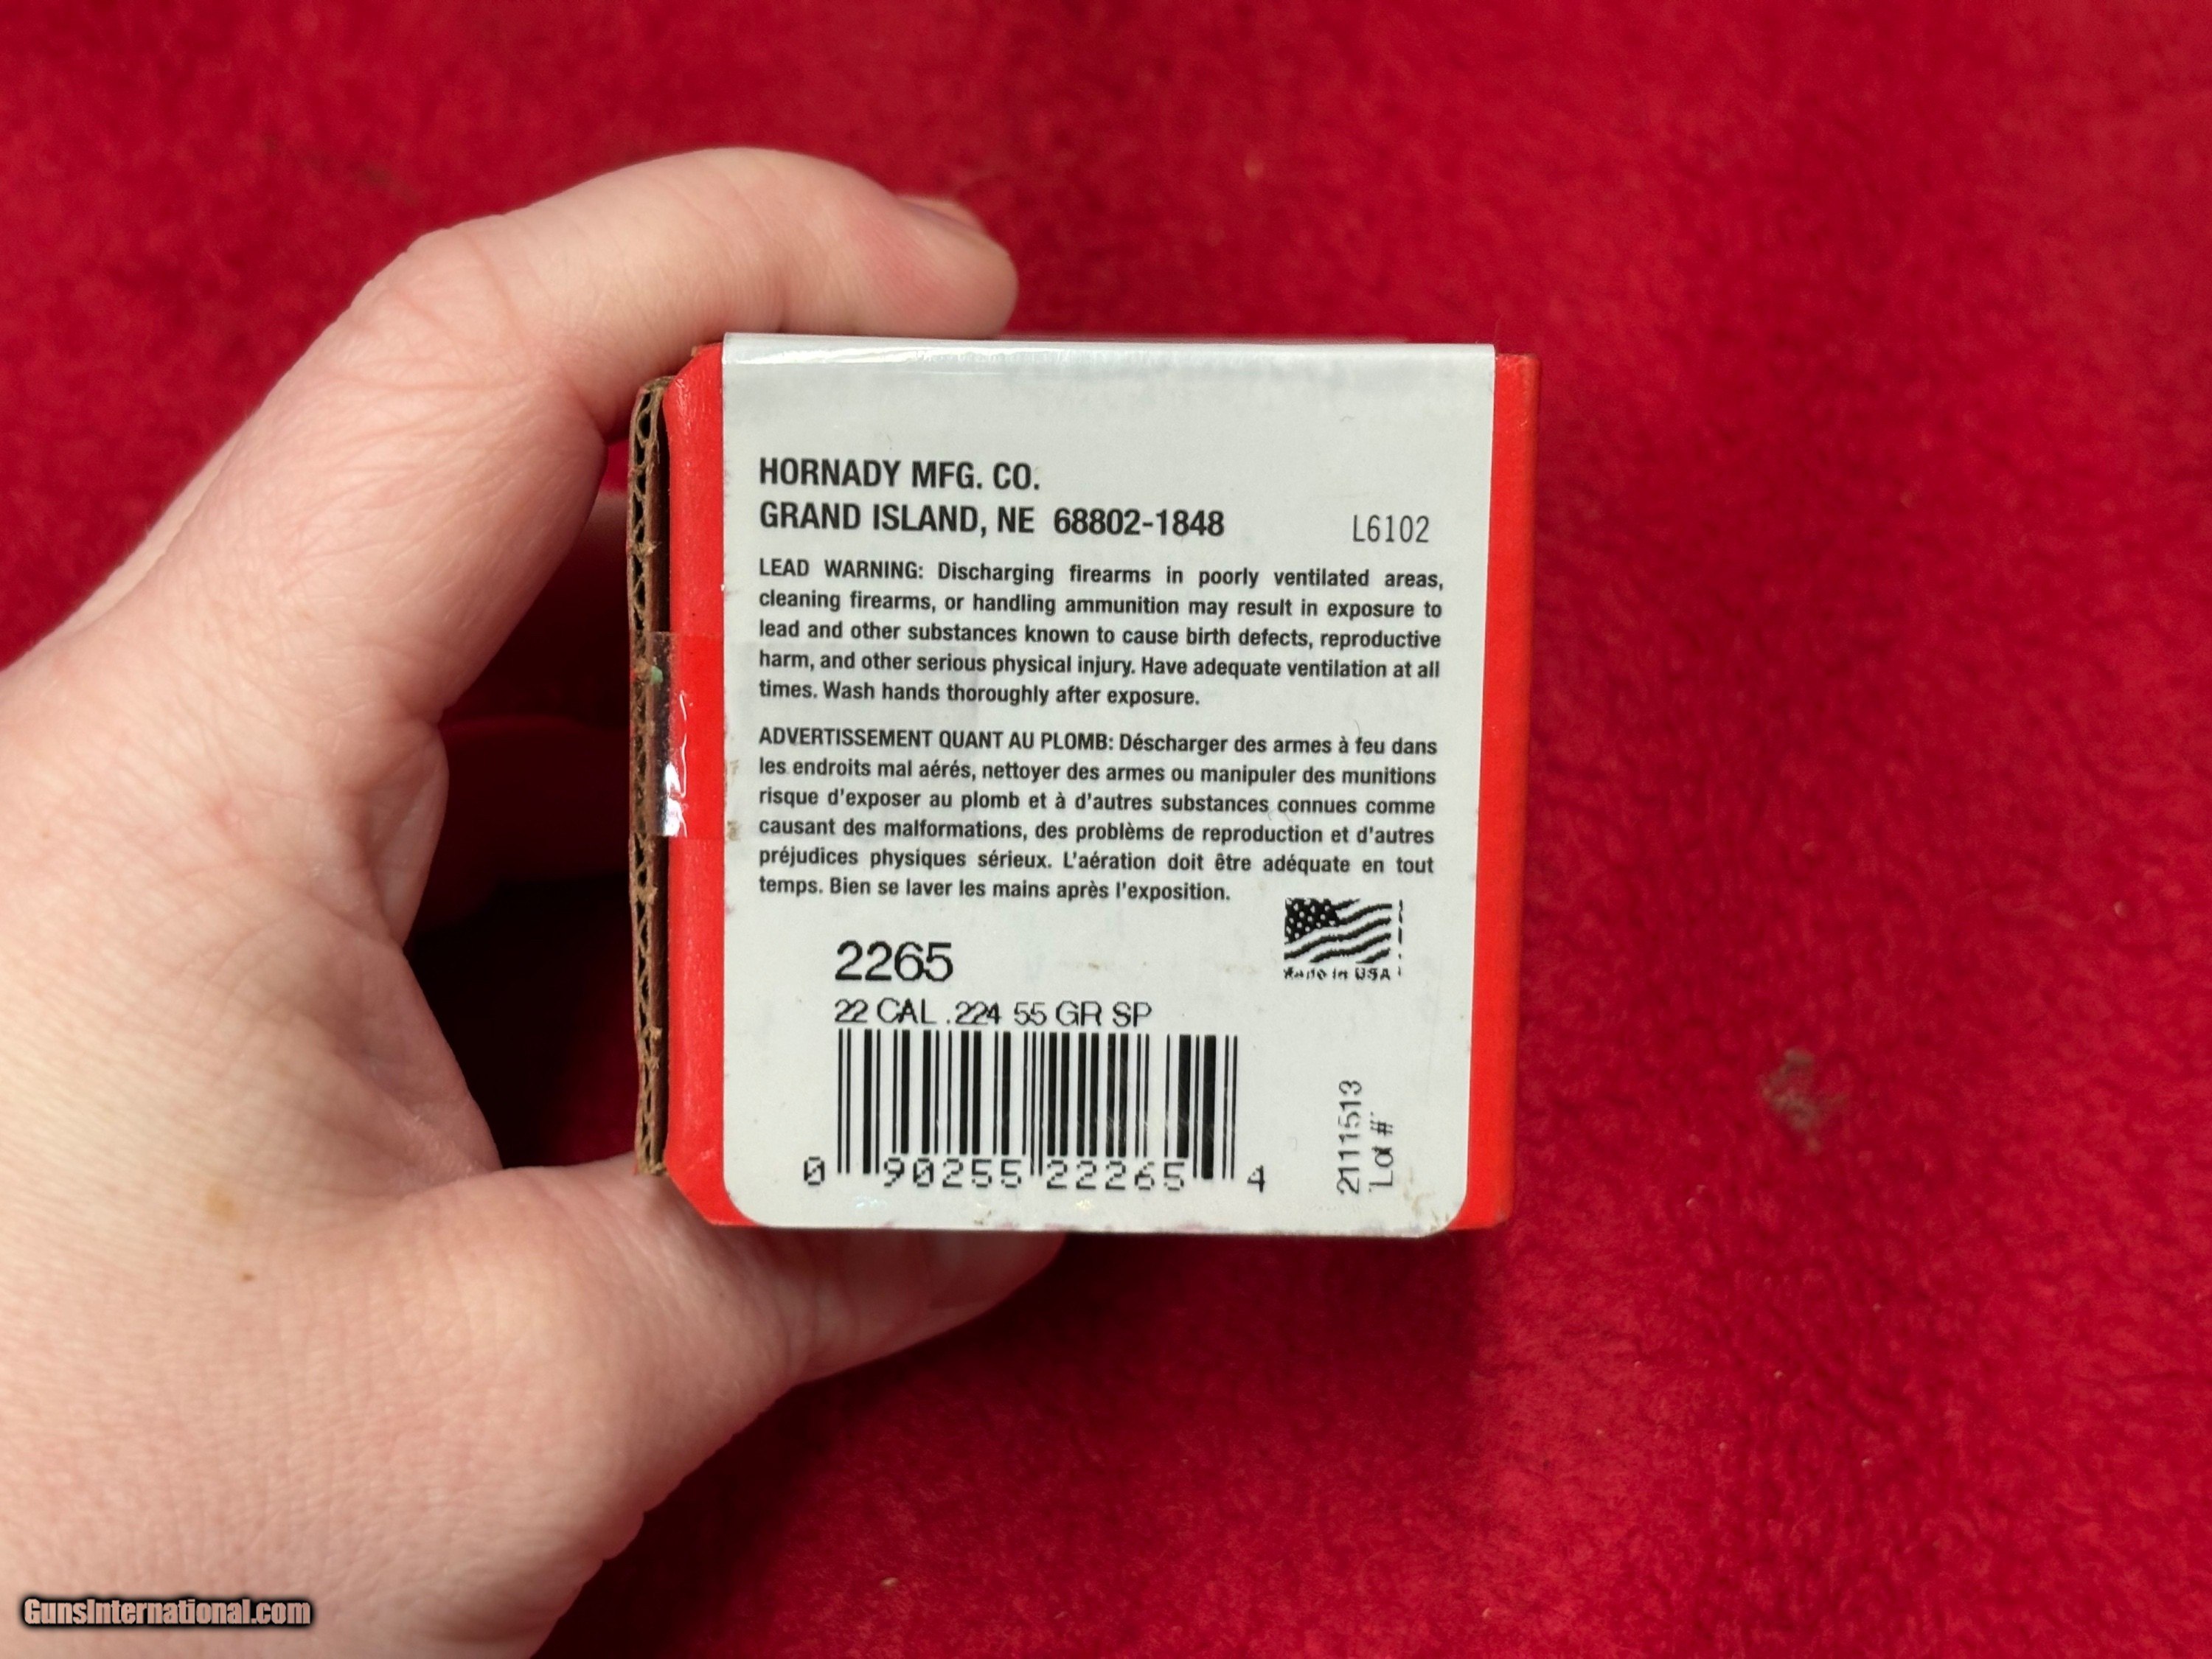 HORNADY MFG. CO.
GRAND ISLAND, NE 68802-1848
L6102
LEAD WARNING: Discharging firearms in poorly ventilated areas,
cleaning firearms, or handling ammunition may result in exposure to
lead and other substances known to cause birth defects, reproductive
harm, and other serious physical injury. Have adequate ventilation at all
times. Wash hands thoroughly after exposure.
ADVERTISSEMENT QUANT AU PLOMB: Déscharger des armes à feu dans
les endroits mal aérés, nettoyer des armes ou manipuler des munitions
risque d'exposer au plomb et à d'autres substances connues comme
causant des malformations, des problèms de reproduction et d'autres
préjudices physiques sérieux. L'aération doit être adéquate en tout
temps. Bien se laver les mains après l'exposition.
Made in USA
2265
22 CAL .224 55 GR SP
0 90255 22265 4
2111513
Lot #
GunsInternational.com